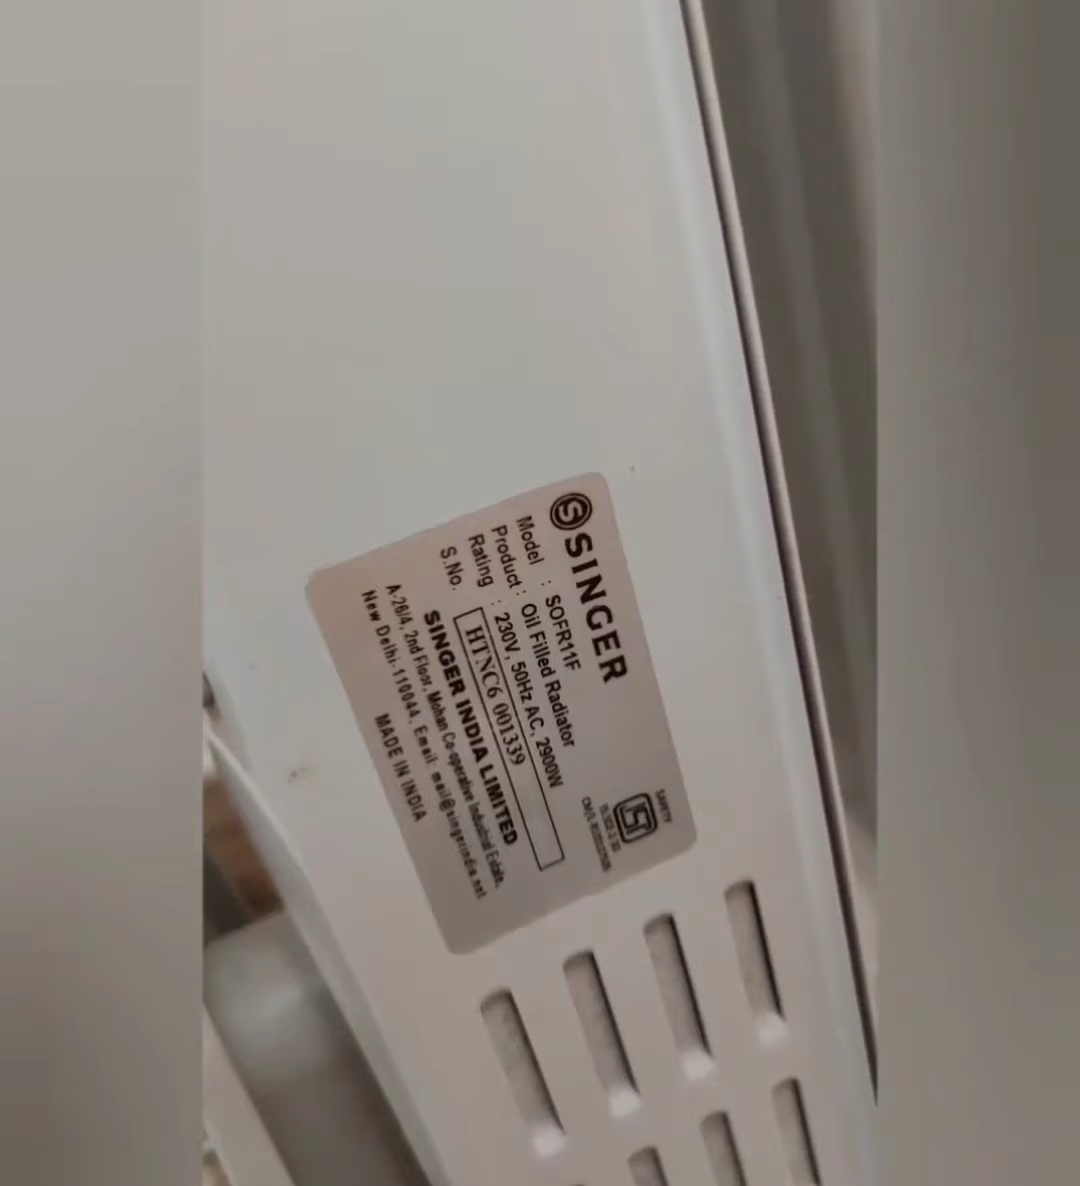 SINGER
Model : SOFR11F
Product : Oil Filled Radiator
Rating : 230V, 50Hz AC, 2900W
S.No. HTNC6 001339
SINGER INDIA LIMITED
A-26/4, 2nd Floor, Mohan Co-operative Industrial Estate,
New Delhi-110044, Email: mail@singerindia.net
MADE IN INDIA
SAFETY